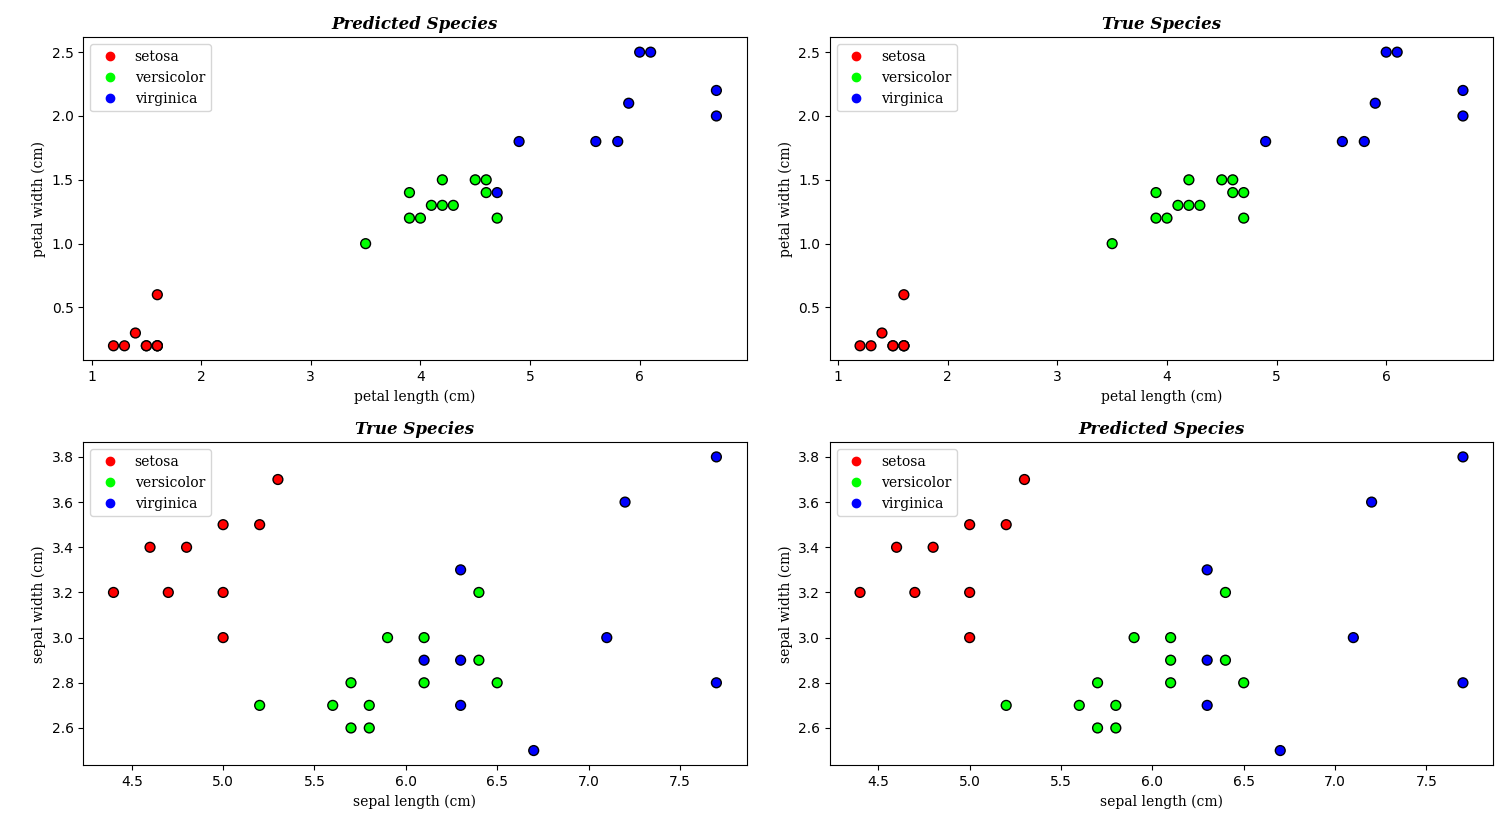 Predicted Species
setosa
versicolor
virginica
2.5
2.0
1.5
1.0
0.5
petal width (cm)
1 2 3 4 5 6
petal length (cm)
True Species
setosa
versicolor
virginica
2.5
2.0
1.5
1.0
0.5
petal width (cm)
1 2 3 4 5 6
petal length (cm)
True Species
setosa
versicolor
virginica
3.8
3.6
3.4
3.2
3.0
2.8
2.6
sepal width (cm)
4.5 5.0 5.5 6.0 6.5 7.0 7.5
sepal length (cm)
Predicted Species
setosa
versicolor
virginica
3.8
3.6
3.4
3.2
3.0
2.8
2.6
sepal width (cm)
4.5 5.0 5.5 6.0 6.5 7.0 7.5
sepal length (cm)